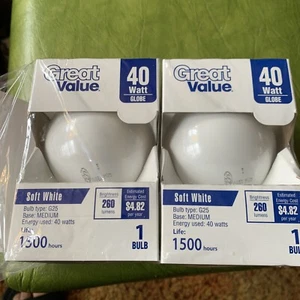 Great
Value®
40
Watt
GLOBE
Soft White
Bulb type: G25
Base: MEDIUM
Energy used: 40 watts
Life:
1500 hours
Brightness
260
lumens
Estimated
Energy Cost
$4.82
per year
1
BULB
Great
Value®
40
Watt
GLOBE
Soft White
Bulb type: G25
Base: MEDIUM
Energy used: 40 watts
Life:
1500 hours
Brightness
260
lumens
Estimated
Energy Cost
$4.82
per year
1
BULB